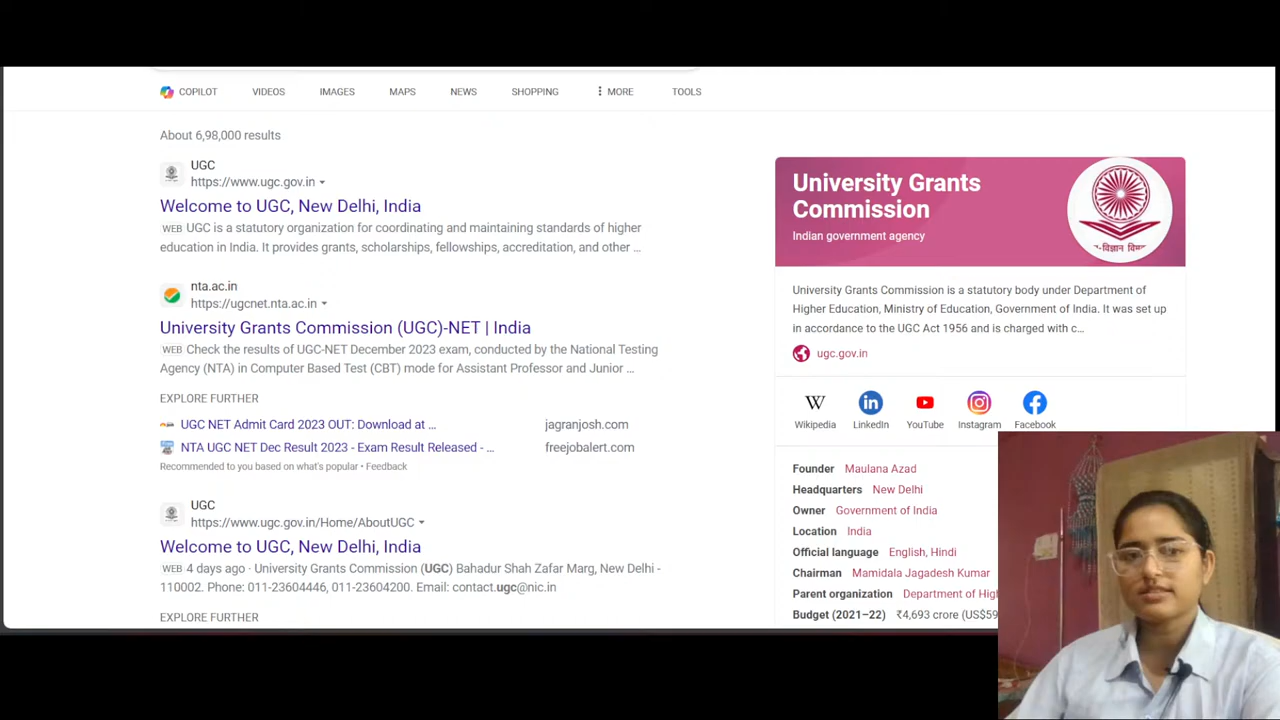 COPILOT VIDEOS IMAGES MAPS NEWS SHOPPING MORE TOOLS
About 6,98,000 results
UGC
https://www.ugc.gov.in
Welcome to UGC, New Delhi, India
WEB UGC is a statutory organization for coordinating and maintaining standards of higher
education in India. It provides grants, scholarships, fellowships, accreditation, and other ...
nta.ac.in
https://ugcnet.nta.ac.in
University Grants Commission (UGC)-NET | India
WEB Check the results of UGC-NET December 2023 exam, conducted by the National Testing
Agency (NTA) in Computer Based Test (CBT) mode for Assistant Professor and Junior ...
EXPLORE FURTHER
UGC NET Admit Card 2023 OUT: Download at ... jagranjosh.com
NTA UGC NET Dec Result 2023 - Exam Result Released - ... freejobalert.com
Recommended to you based on what's popular • Feedback
UGC
https://www.ugc.gov.in/Home/AboutUGC
Welcome to UGC, New Delhi, India
WEB 4 days ago · University Grants Commission (UGC) Bahadur Shah Zafar Marg, New Delhi -
110002. Phone: 011-23604446, 011-23604200. Email: contact.ugc@nic.in
EXPLORE FURTHER
University Grants
Commission
Indian government agency
University Grants Commission is a statutory body under Department of
Higher Education, Ministry of Education, Government of India. It was set up
in accordance to the UGC Act 1956 and is charged with c...
ugc.gov.in
W
in
Wikipedia LinkedIn YouTube Instagram Facebook
Founder Maulana Azad
Headquarters New Delhi
Owner Government of India
Location India
Official language English, Hindi
Chairman Mamidala Jagadesh Kumar
Parent organization Department of Hig
Budget (2021–22) ₹4,693 crore (US$59